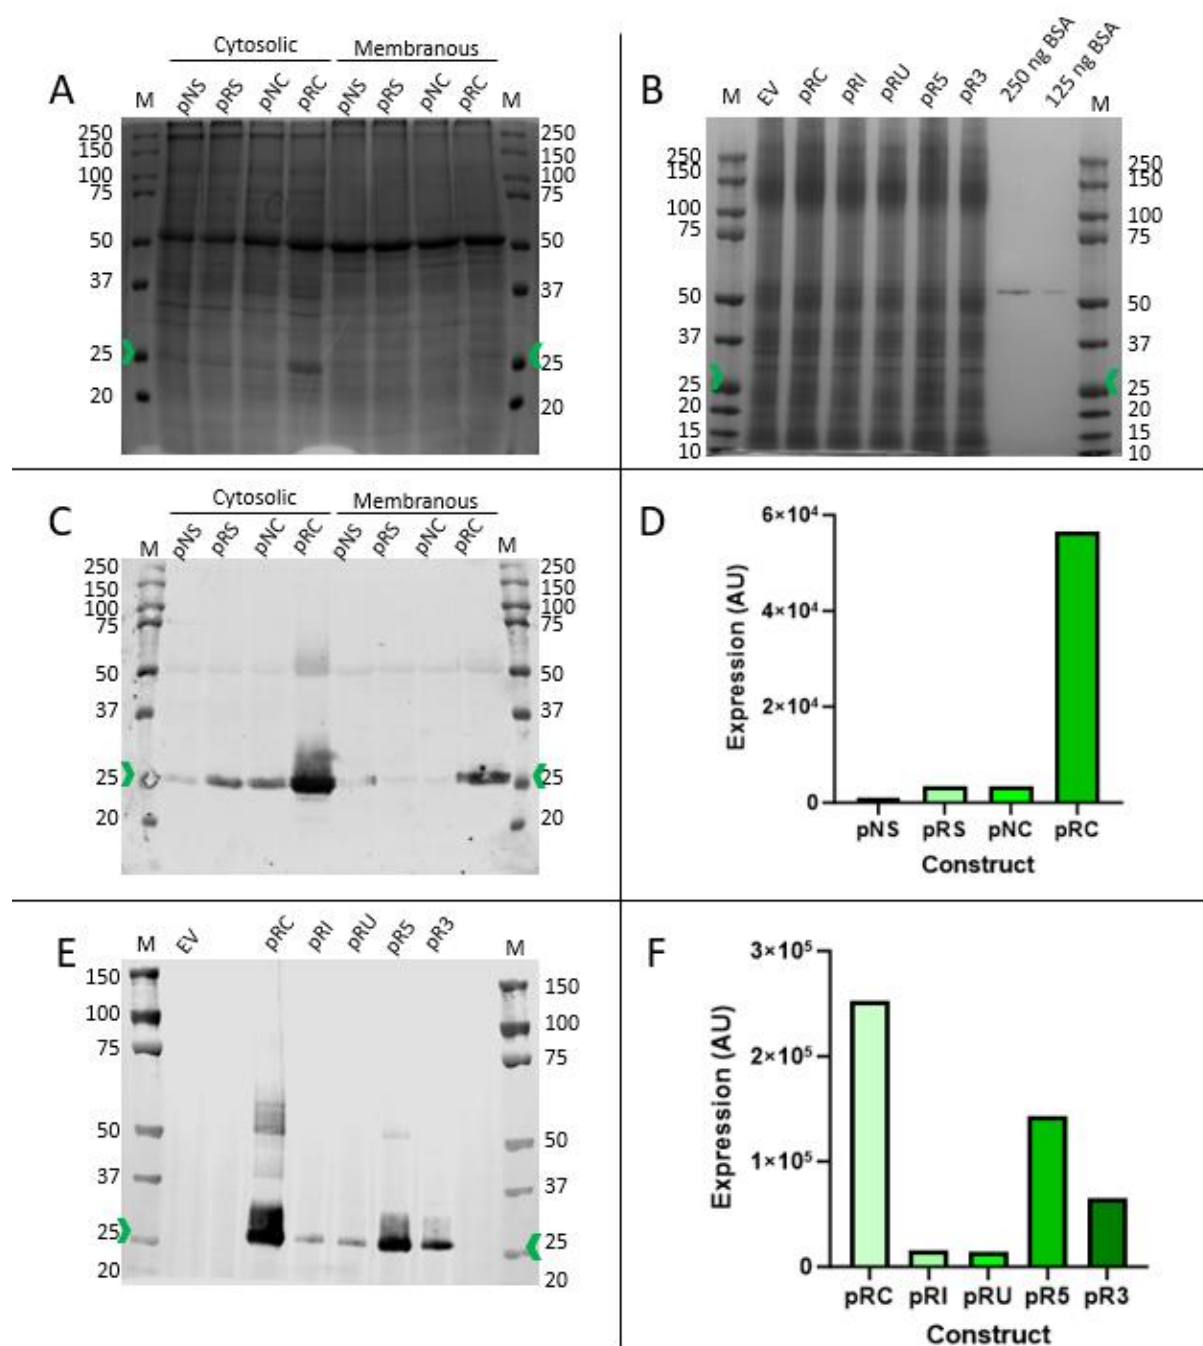 A
Cytosolic
Membranous
M
pNS
pRS
pNC
pRC
pNS
pRS
pNC
pRC
M
250
150
100
75
50
37
25
20
250
150
100
75
50
37
25
20
B
M
EV
pRC
pRI
pRU
pR5
pR3
250 ng BSA
125 ng BSA
M
250
150
100
75
50
37
25
20
15
10
250
150
100
75
50
37
25
20
15
10
C
Cytosolic
Membranous
M
pNS
pRS
pNC
pRC
pNS
pRS
pNC
pRC
M
250
150
100
75
50
37
25
20
250
150
100
75
50
37
25
20
D
Expression (AU)
6×10⁴
4×10⁴
2×10⁴
0
pNS
pRS
pNC
pRC
Construct
E
M
EV
pRC
pRI
pRU
pR5
pR3
M
150
100
75
50
37
25
20
150
100
75
50
37
25
20
F
Expression (AU)
3×10⁵
2×10⁵
1×10⁵
0
pRC
pRI
pRU
pR5
pR3
Construct